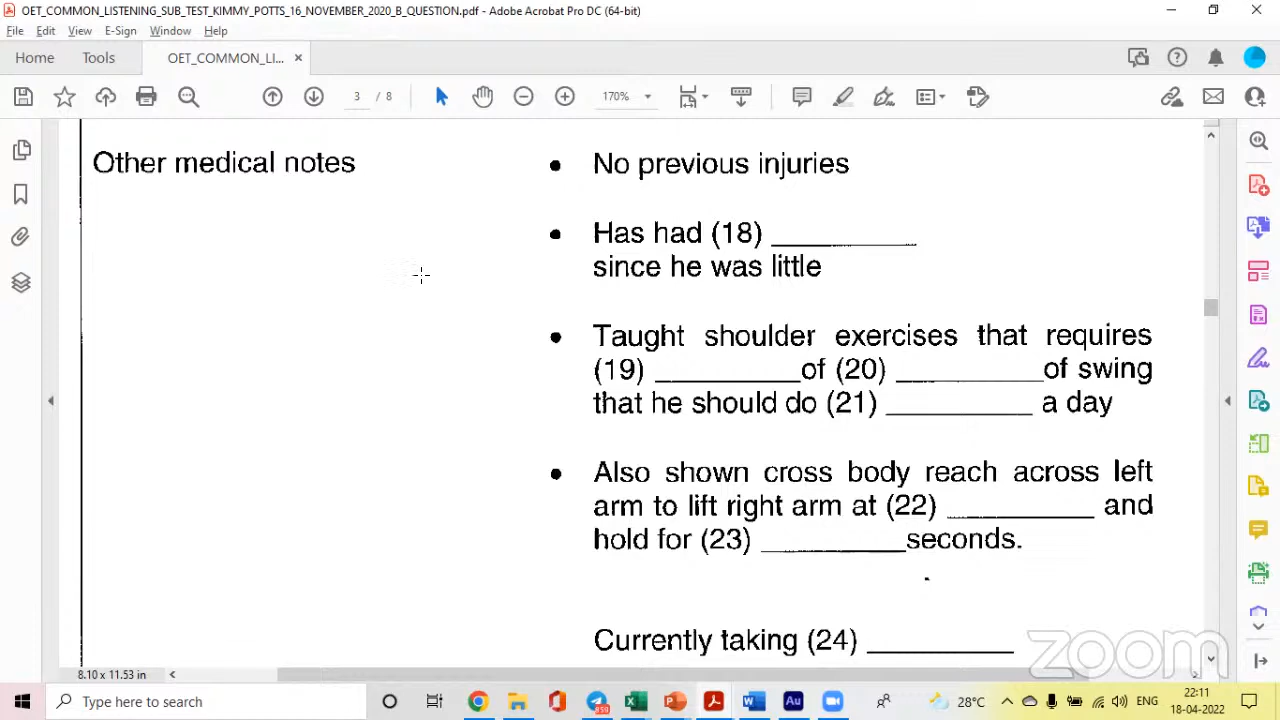 OET_COMMON_LISTENING_SUB_TEST_KIMMY_POTTS_16_NOVEMBER_2020_B_QUESTION.pdf - Adobe Acrobat Pro DC (64-bit)
File Edit View E-Sign Window Help
Home Tools OET_COMMON_LI... ×
3 / 8 170%
Other medical notes
• No previous injuries
• Has had (18) __________
since he was little
• Taught shoulder exercises that requires
(19) __________of (20) __________of swing
that he should do (21) __________ a day
• Also shown cross body reach across left
arm to lift right arm at (22) __________ and
hold for (23) __________seconds.
Currently taking (24) __________
zoom
8.10 x 11.53 in
Type here to search
859
Au
28°C ENG 22:11
18-04-2022